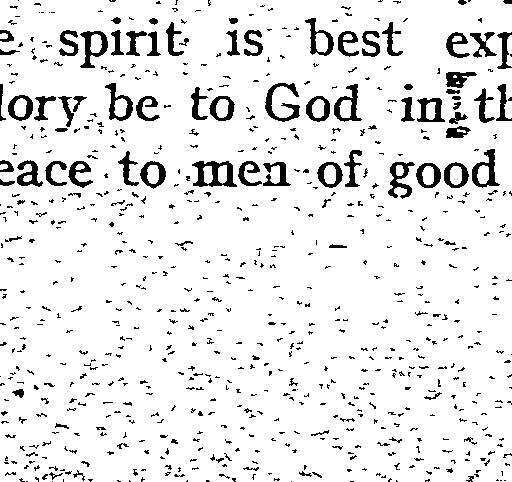 e spirit is best exp
lory be to God in th
eace to men of good